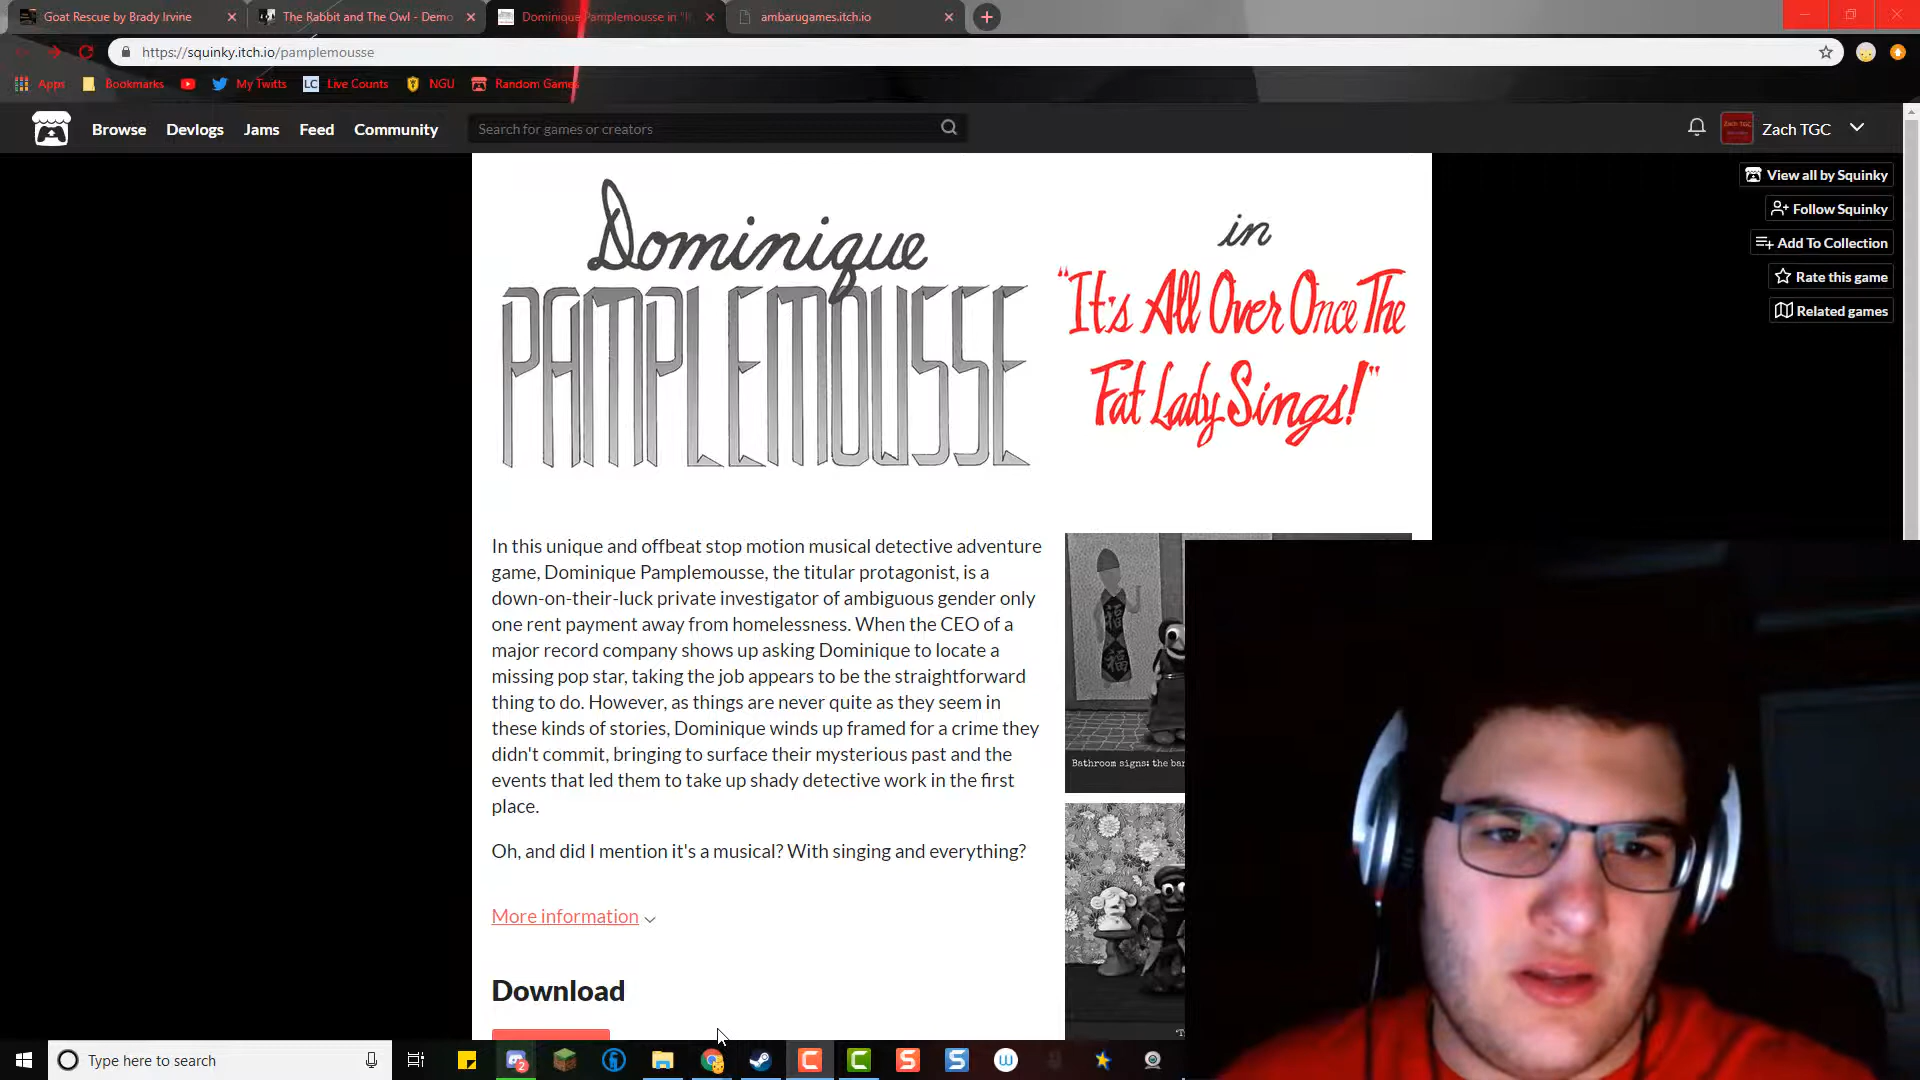 Goat Rescue by Brady Irvine
The Rabbit and The Owl - Demo
Dominique Pamplemousse in "I
ambarugames.itch.io
https://squinky.itch.io/pamplemousse
Apps
Bookmarks
My Twitts
LC
Live Counts
NGU
Random Games
Browse
Devlogs
Jams
Feed
Community
Search for games or creators
Zach TGC
Zach TGC
View all by Squinky
Follow Squinky
Add To Collection
Rate this game
Related games
Dominique
PAMPLEMOUSSE
in
"It's All Over Once The
Fat Lady Sings!"
In this unique and offbeat stop motion musical detective adventure
game, Dominique Pamplemousse, the titular protagonist, is a
down-on-their-luck private investigator of ambiguous gender only
one rent payment away from homelessness. When the CEO of a
major record company shows up asking Dominique to locate a
missing pop star, taking the job appears to be the straightforward
thing to do. However, as things are never quite as they seem in
these kinds of stories, Dominique winds up framed for a crime they
didn't commit, bringing to surface their mysterious past and the
events that led them to take up shady detective work in the first
place.
Oh, and did I mention it's a musical? With singing and everything?
More information
Download
福
福
Bathroom signs: the bar
Type here to search
2